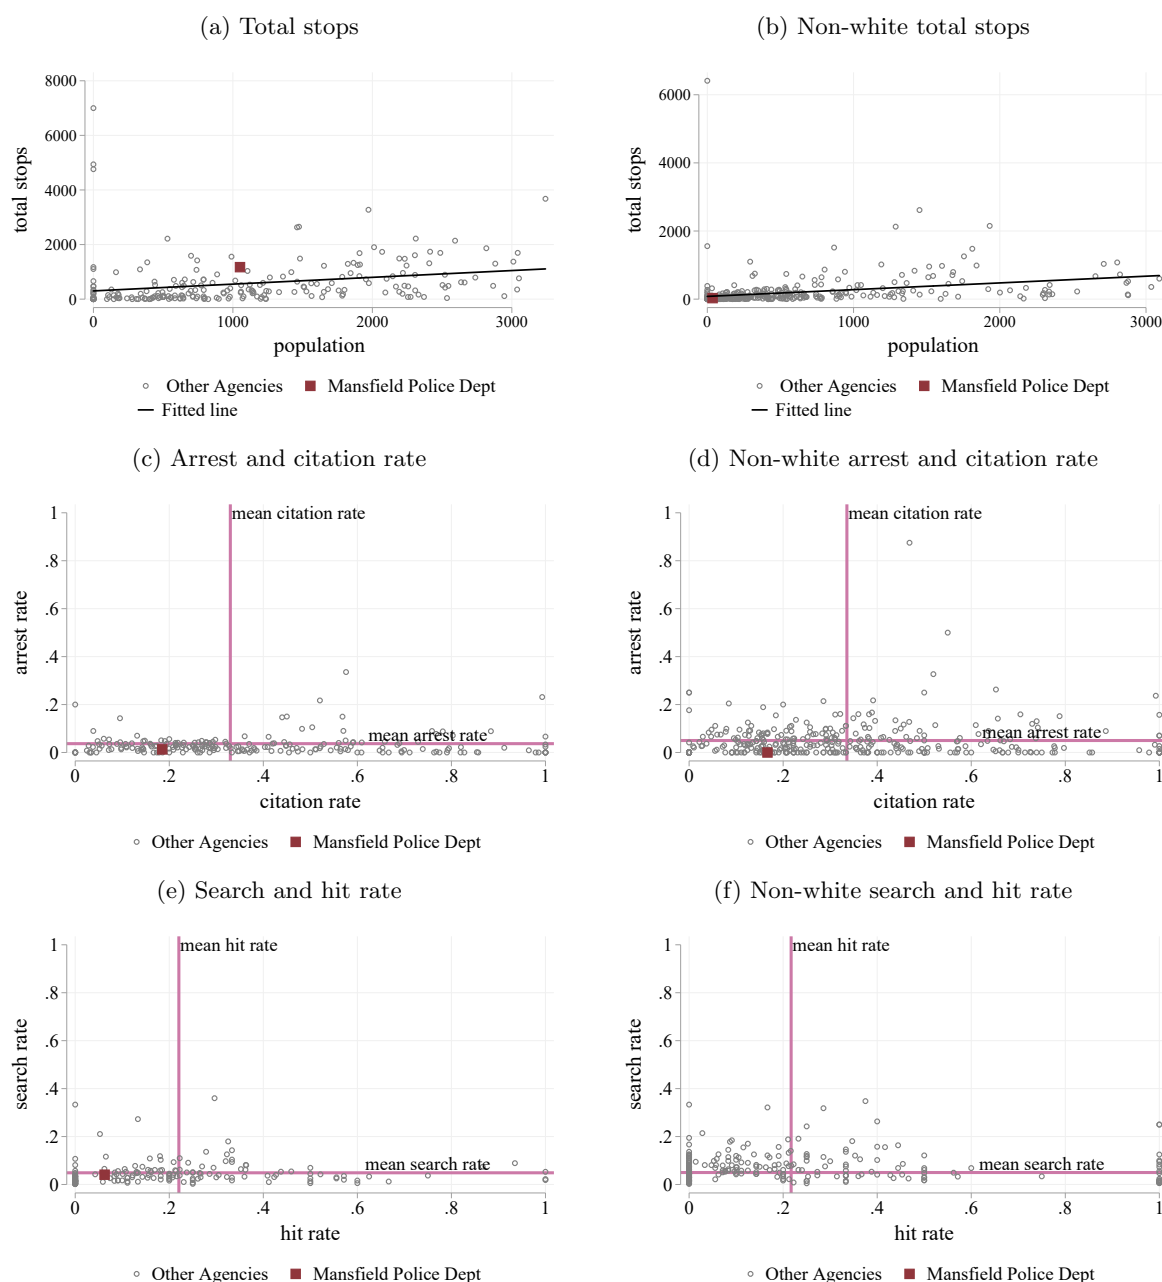 (a) Total stops
(b) Non-white total stops
total stops
8000
6000
4000
2000
0
0 1000 2000 3000
population
Other Agencies Mansfield Police Dept
Fitted line
total stops
6000
4000
2000
0
0 1000 2000 3000
population
Other Agencies Mansfield Police Dept
Fitted line
(c) Arrest and citation rate
(d) Non-white arrest and citation rate
arrest rate
1
.8
.6
.4
.2
0
mean citation rate
mean arrest rate
0 .2 .4 .6 .8 1
citation rate
Other Agencies Mansfield Police Dept
arrest rate
1
.8
.6
.4
.2
0
mean citation rate
mean arrest rate
0 .2 .4 .6 .8 1
citation rate
Other Agencies Mansfield Police Dept
(e) Search and hit rate
(f) Non-white search and hit rate
search rate
1
.8
.6
.4
.2
0
mean hit rate
mean search rate
0 .2 .4 .6 .8 1
hit rate
Other Agencies Mansfield Police Dept
search rate
1
.8
.6
.4
.2
0
mean hit rate
mean search rate
0 .2 .4 .6 .8 1
hit rate
Other Agencies Mansfield Police Dept